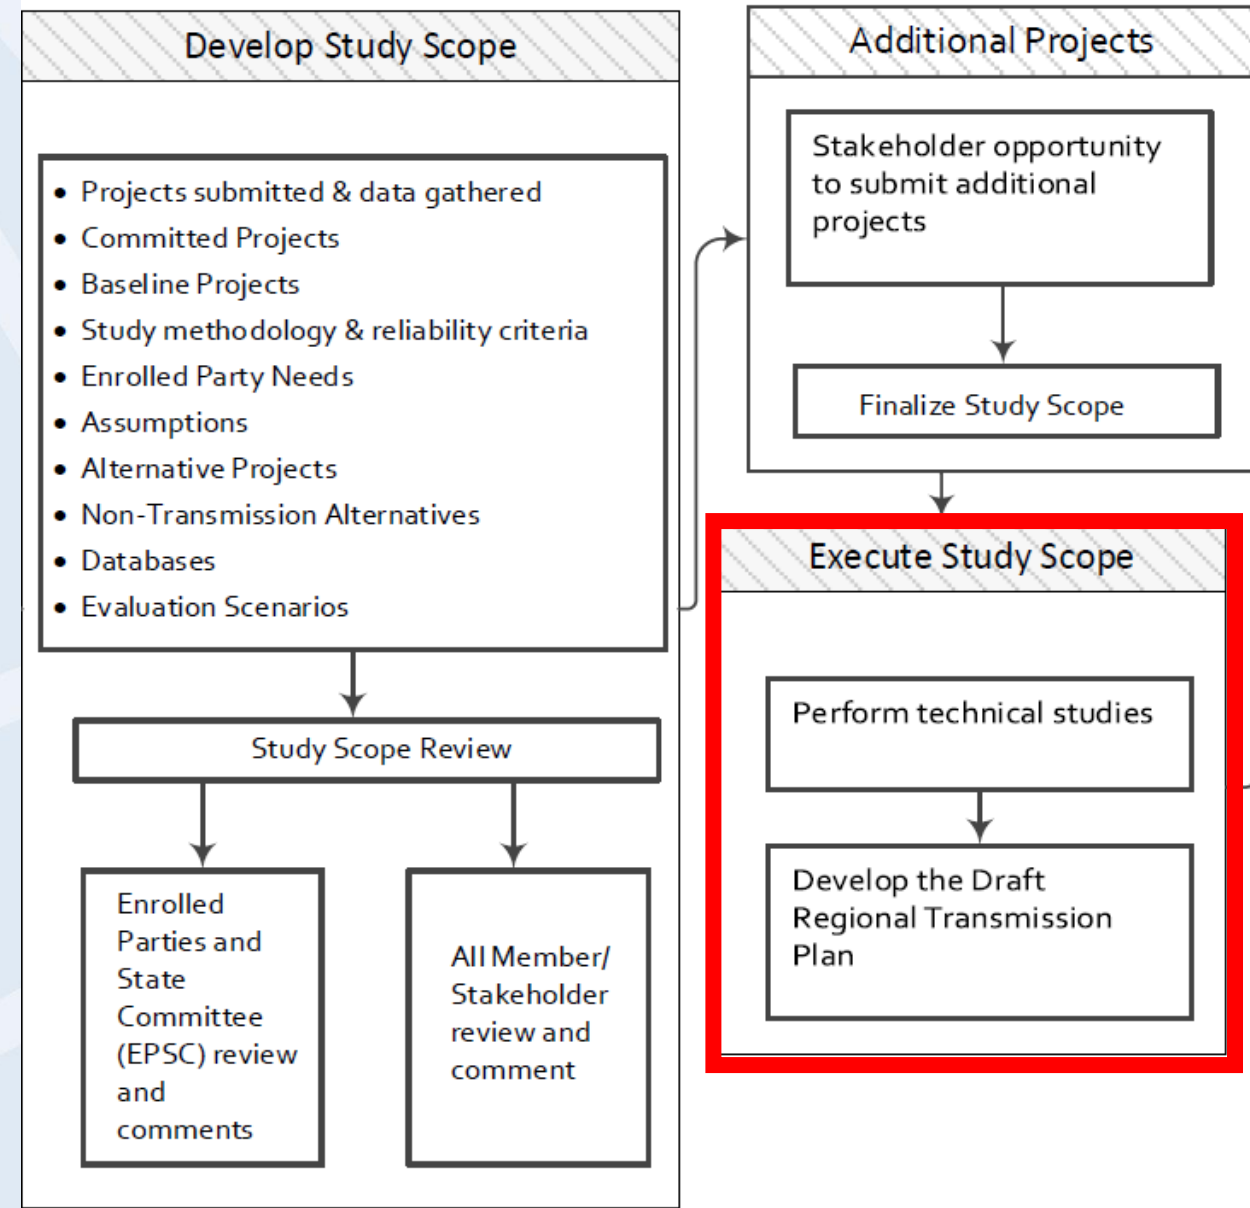 Develop Study Scope
• Projects submitted & data gathered
• Committed Projects
• Baseline Projects
• Study methodology & reliability criteria
• Enrolled Party Needs
• Assumptions
• Alternative Projects
• Non-Transmission Alternatives
• Databases
• Evaluation Scenarios
Study Scope Review
Enrolled
Parties and
State
Committee
(EPSC) review
and
comments
All Member/
Stakeholder
review and
comment
Additional Projects
Stakeholder opportunity
to submit additional
projects
Finalize Study Scope
Execute Study Scope
Perform technical studies
Develop the Draft
Regional Transmission
Plan